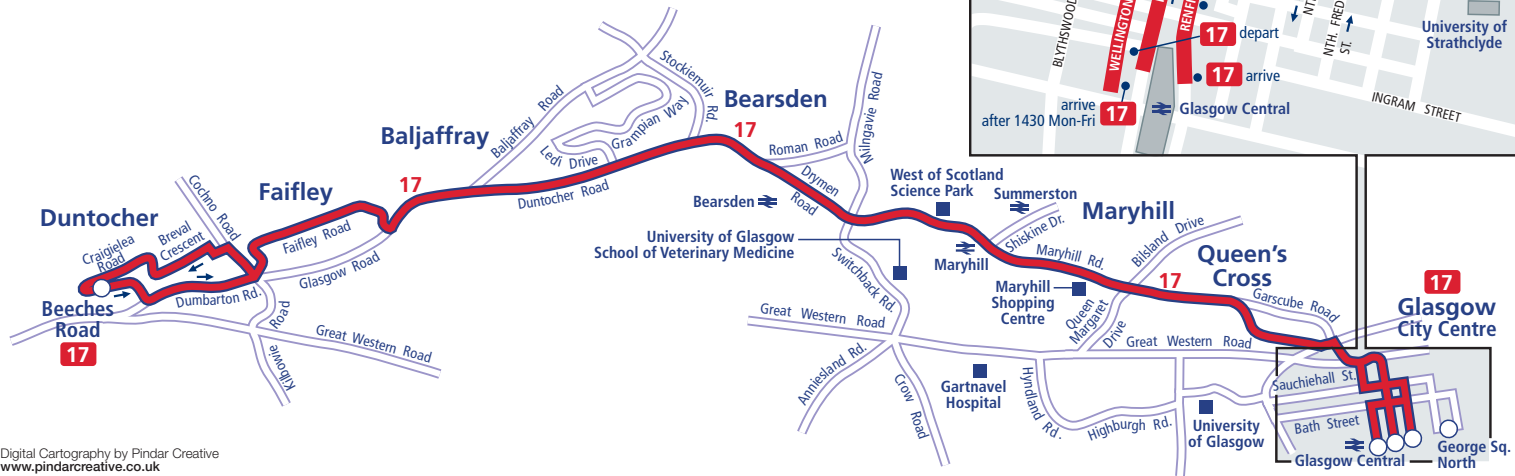 Duntocher
Craigielea
Road
Breval
Crescent
Cochno Road
Faifley
Faifley Road
Dumbarton Rd.
Glasgow Road
Beeches
Road
17
Kilbowie Road
Great Western Road
17
Baljaffray
Baljaffray Road
Ledi Drive
Grampian Way
Stockiemuir Rd.
Duntocher Road
Bearsden
17
Roman Road
Milngavie Road
Drymen
Road
Bearsden
University of Glasgow
School of Veterinary Medicine
Switchback Rd.
West of Scotland
Science Park
Summerston
Shiskine Dr.
Maryhill
Maryhill
Maryhill Rd.
Bilsland Drive
Maryhill
Shopping
Centre
Queen
Margaret
Drive
Queen's
Cross
17
Garscube Road
Great Western Road
Great Western Road
Anniesland Rd.
Crow Road
Gartnavel
Hospital
Hyndland Rd.
Highburgh Rd.
University
of Glasgow
17
Glasgow
City Centre
Sauchiehall St.
Bath Street
Glasgow Central
George Sq.
North
BLYTHSWOOD
WELLINGTON
RENF
17 depart
17 arrive
arrive
after 1430 Mon-Fri 17
Glasgow Central
NTH. FRED
ST.
INGRAM STREET
University of
Strathclyde
Digital Cartography by Pindar Creative
www.pindarcreative.co.uk